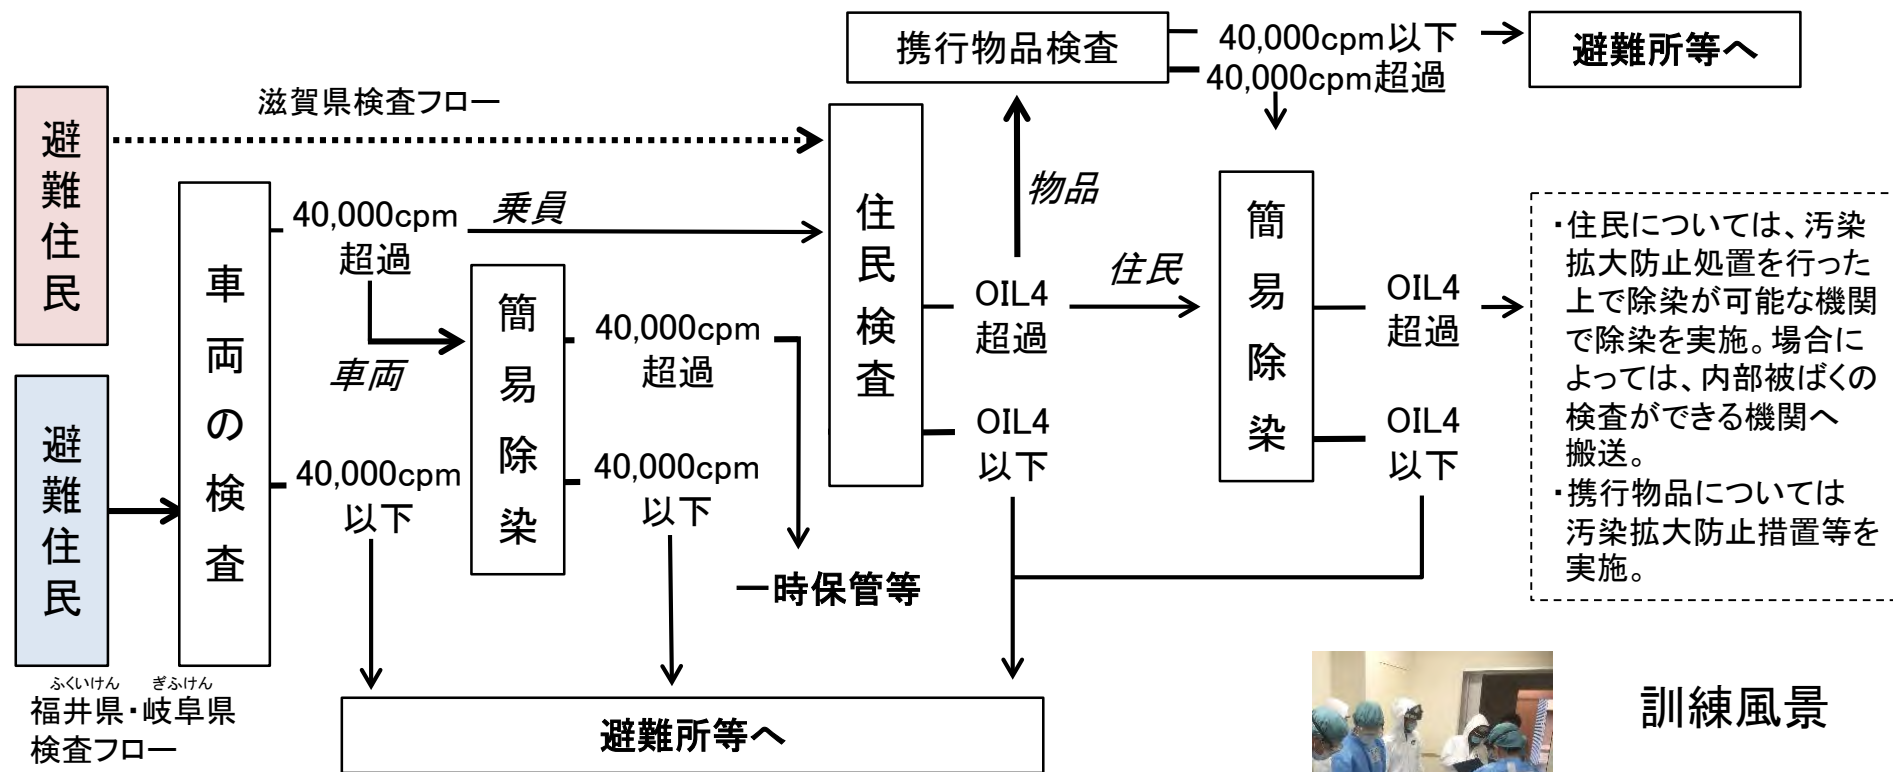 携行物品検査
40,000cpm以下
40,000cpm超過
避難所等へ
避難住民
滋賀県検査フロー
避難住民
ふくいけん ぎふけん
福井県・岐阜県
検査フロー
車両の検査
40,000cpm
超過
乗員
車両
40,000cpm
以下
簡易除染
40,000cpm
超過
40,000cpm
以下
一時保管等
避難所等へ
住民検査
物品
OIL4
超過
住民
OIL4
以下
簡易除染
OIL4
超過
OIL4
以下
・住民については、汚染
拡大防止処置を行った
上で除染が可能な機関
で除染を実施。場合に
よっては、内部被ばくの
検査ができる機関へ
搬送。
・携行物品については
汚染拡大防止措置等を
実施。
訓練風景